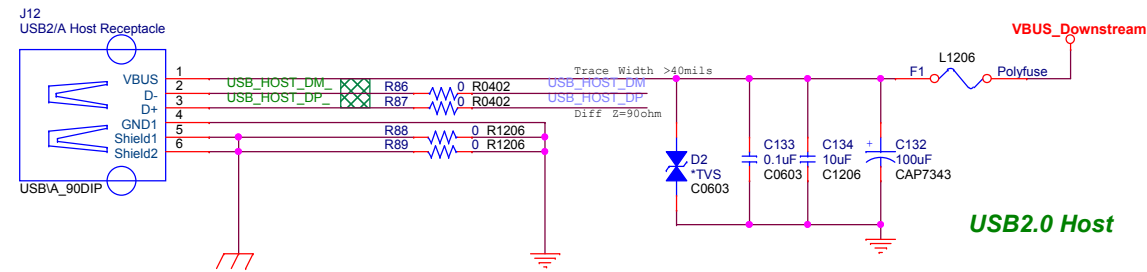 J12
USB2/A Host Receptacle
VBUS_Downstream
L1206
F1
Polyfuse
VBUS
1
Trace Width >40mils
D-
2
USB_HOST_DM_
R86
0
R0402
USB_HOST_DM
D+
3
USB_HOST_DP_
R87
0
R0402
USB_HOST_DP
Diff Z=90ohm
GND1
4
Shield1
5
R88
0
R1206
Shield2
6
R89
0
R1206
USB\A_90DIP
D2
*TVS
C0603
C133
0.1uF
C0603
C134
10uF
C1206
+
C132
100uF
CAP7343
USB2.0 Host